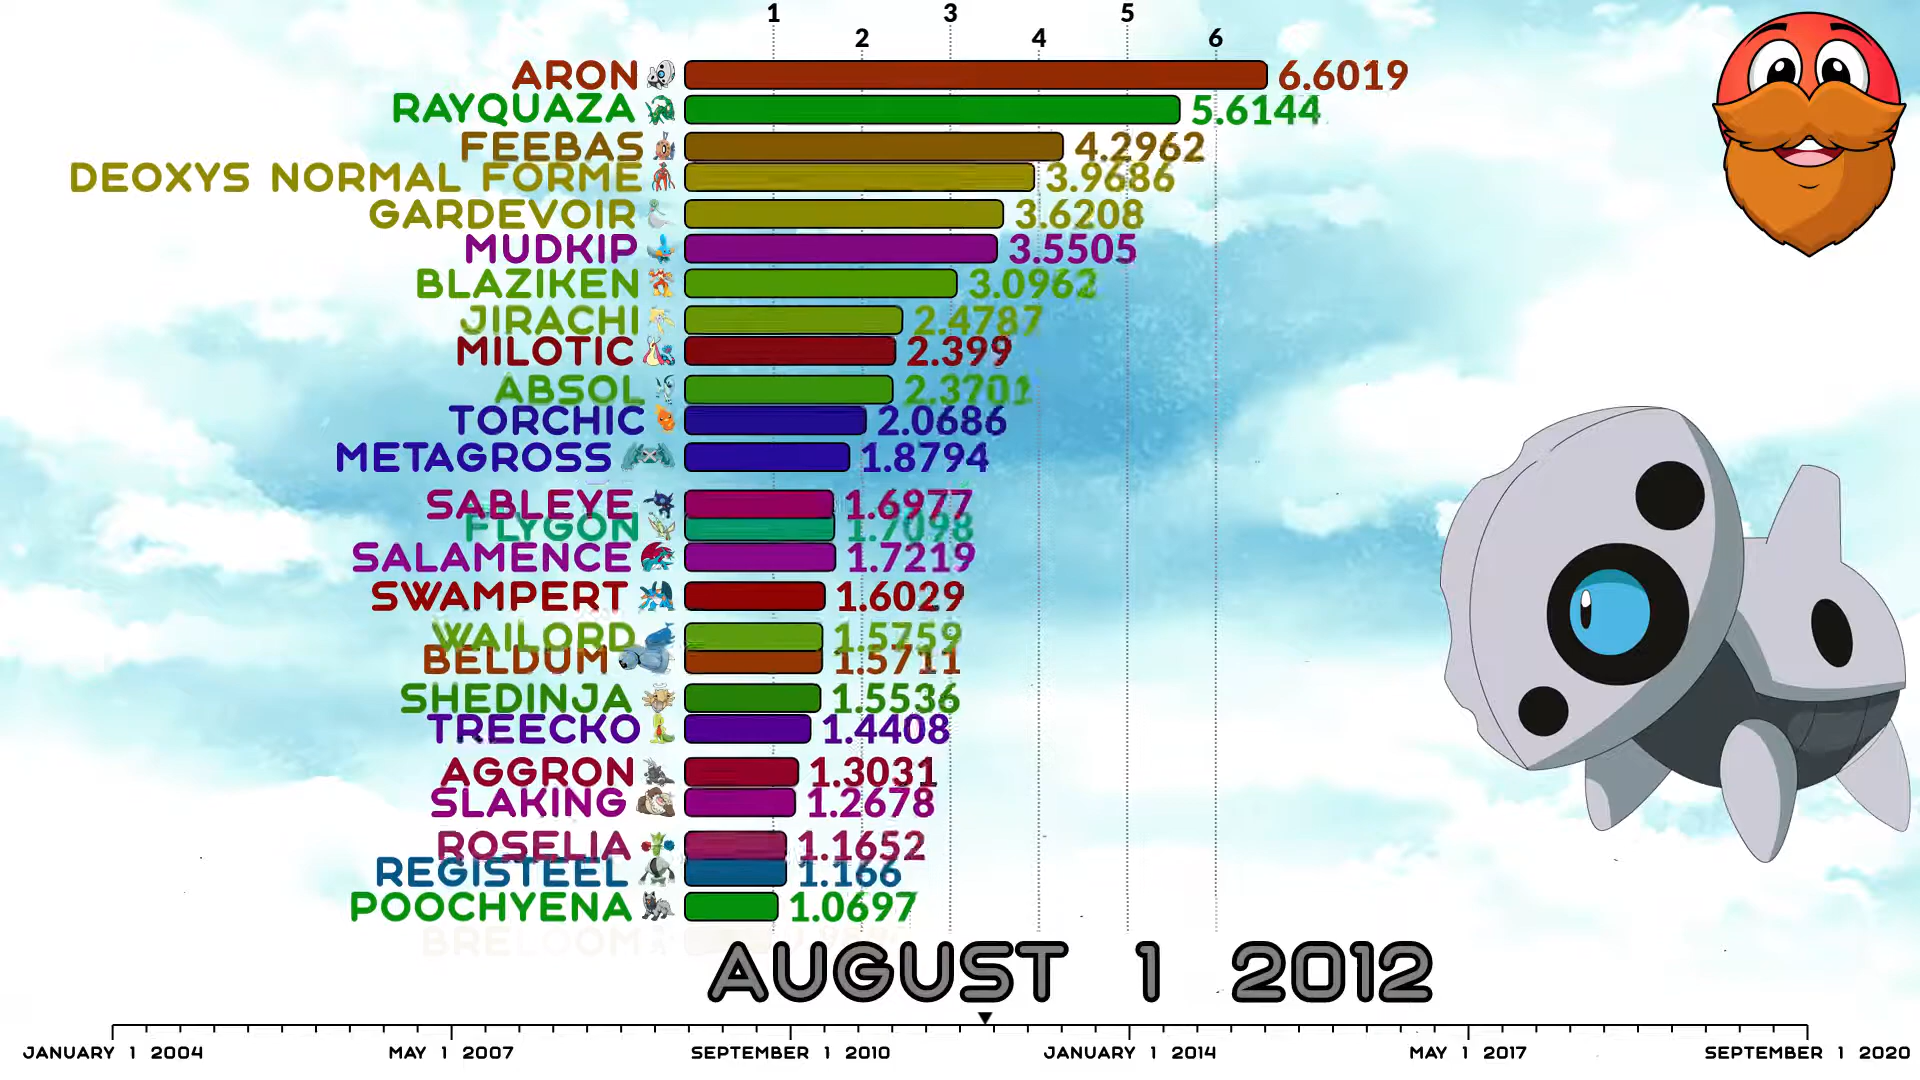 1 3 5
2 4 6
ARON 6.6019
RAYQUAZA 5.6144
FEEBAS 4.2962
DEOXYS NORMAL FORME 3.9686
GARDEVOIR 3.6208
MUDKIP 3.5505
BLAZIKEN 3.0962
JIRACHI 2.4787
MILOTIC 2.399
ABSOL 2.3701
TORCHIC 2.0686
METAGROSS 1.8794
SABLEYE 1.6977
FLYGON 1.7098
SALAMENCE 1.7219
SWAMPERT 1.6029
WAILORD 1.5759
BELDUM 1.5711
SHEDINJA 1.5536
TREECKO 1.4408
AGGRON 1.3031
SLAKING 1.2678
ROSELIA 1.1652
REGISTEEL 1.166
POOCHYENA 1.0697
BRELOOM
AUGUST 1 2012
JANUARY 1 2004 MAY 1 2007 SEPTEMBER 1 2010 JANUARY 1 2014 MAY 1 2017 SEPTEMBER 1 2020